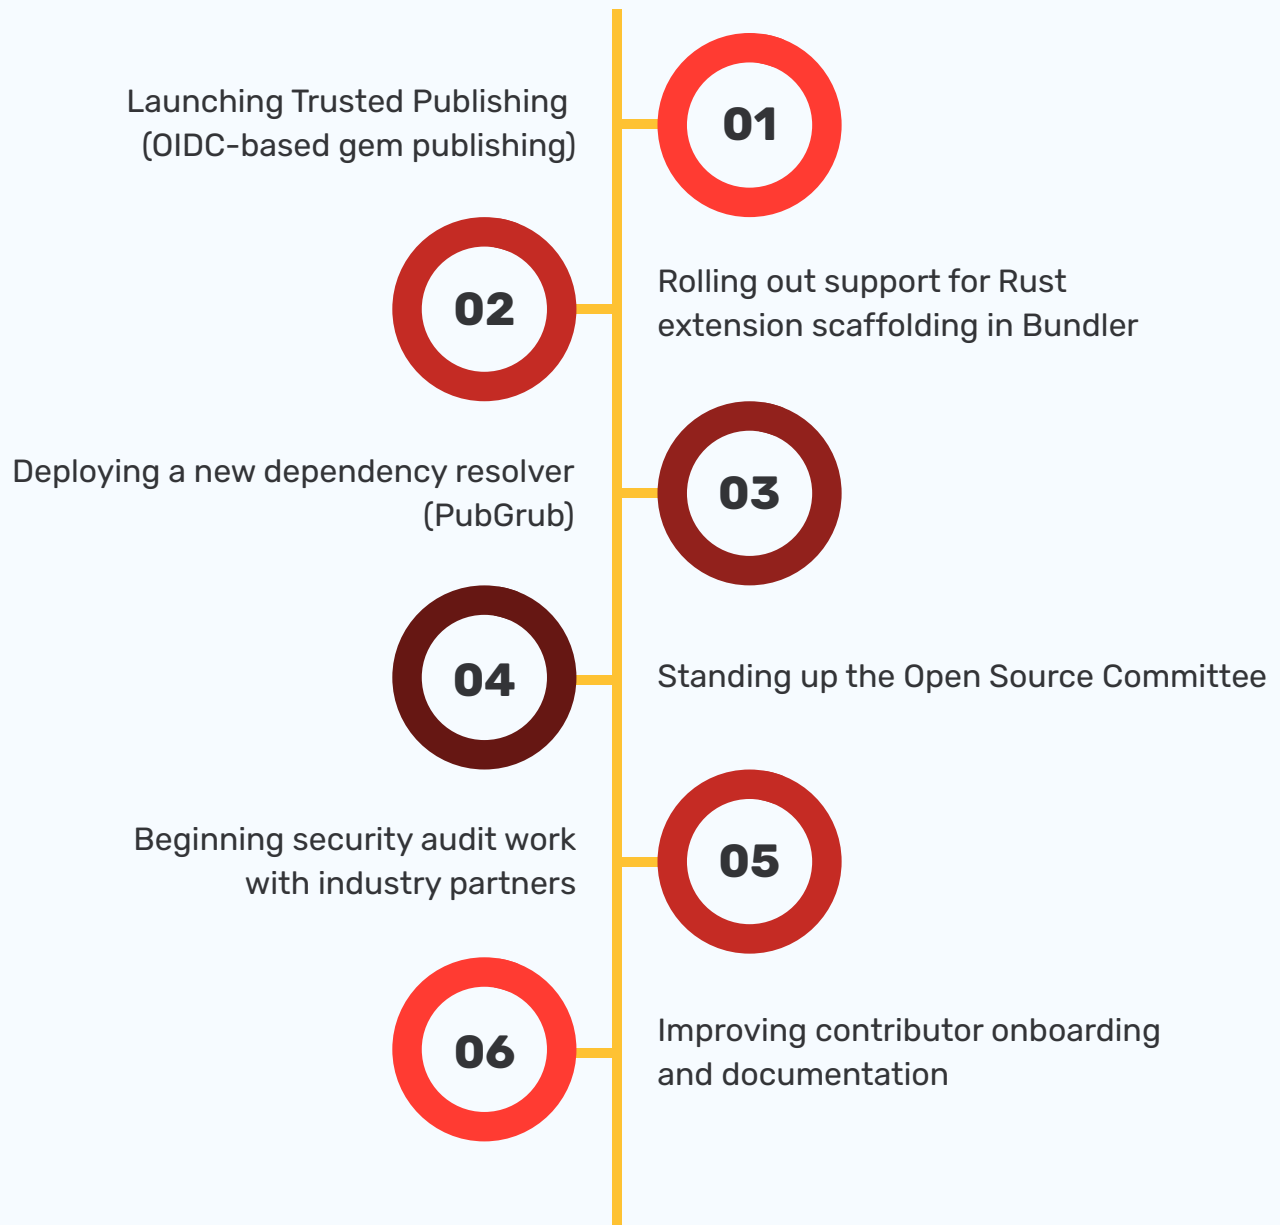 01
Launching Trusted Publishing
(OIDC-based gem publishing)
02
Rolling out support for Rust
extension scaffolding in Bundler
03
Deploying a new dependency resolver
(PubGrub)
04
Standing up the Open Source Committee
05
Beginning security audit work
with industry partners
06
Improving contributor onboarding
and documentation